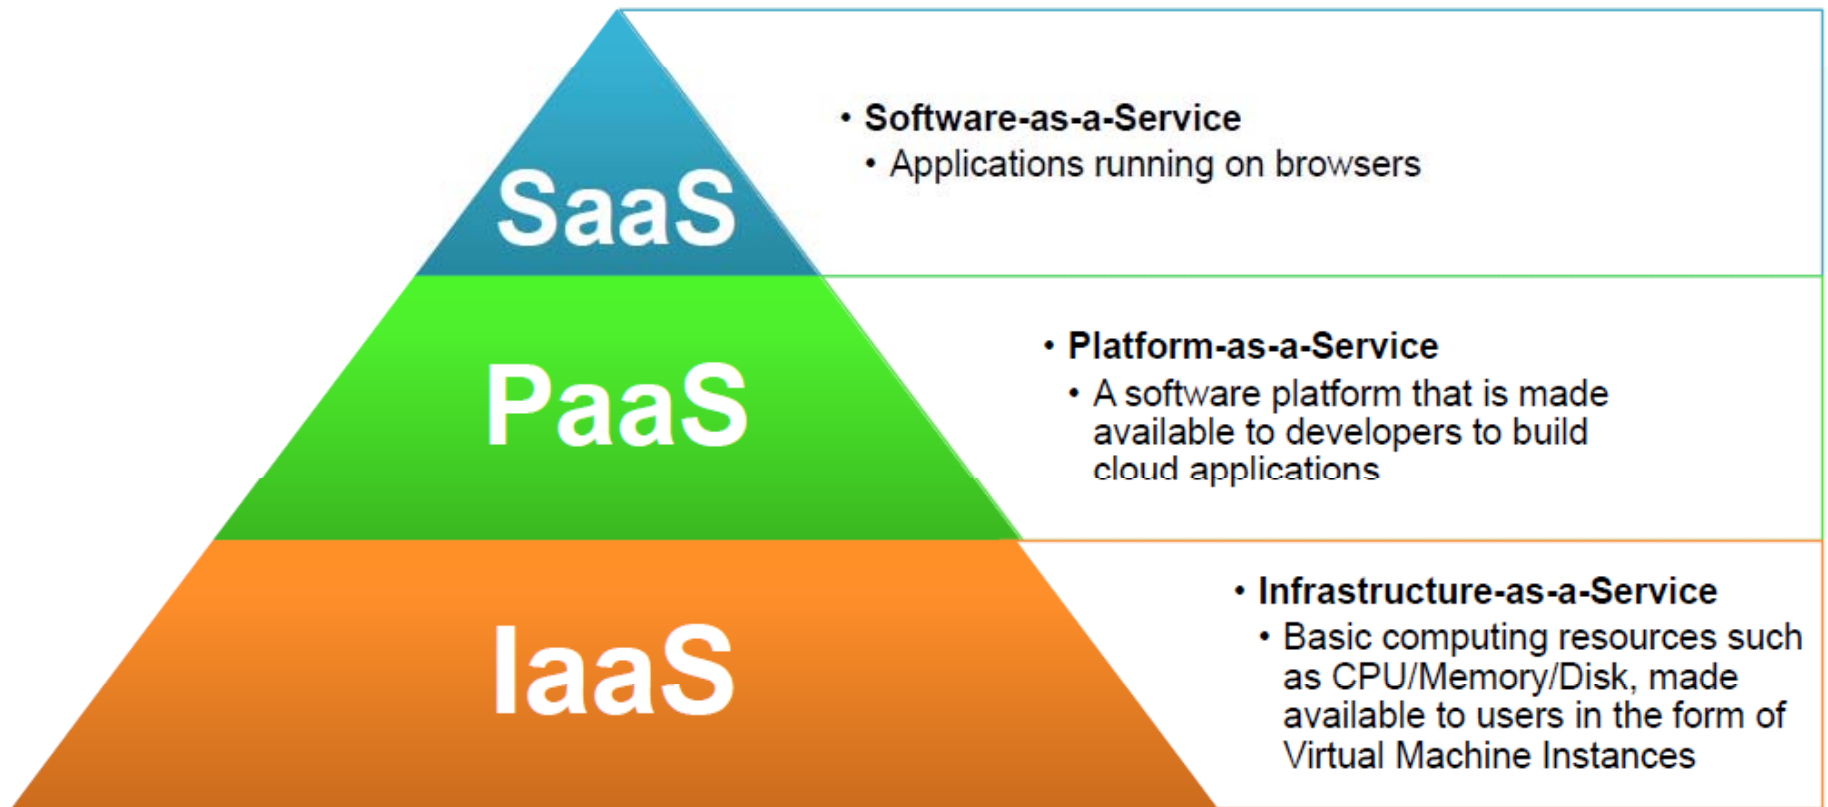 SaaS
• Software-as-a-Service
• Applications running on browsers
PaaS
• Platform-as-a-Service
• A software platform that is made
available to developers to build
cloud applications
IaaS
• Infrastructure-as-a-Service
• Basic computing resources such
as CPU/Memory/Disk, made
available to users in the form of
Virtual Machine Instances